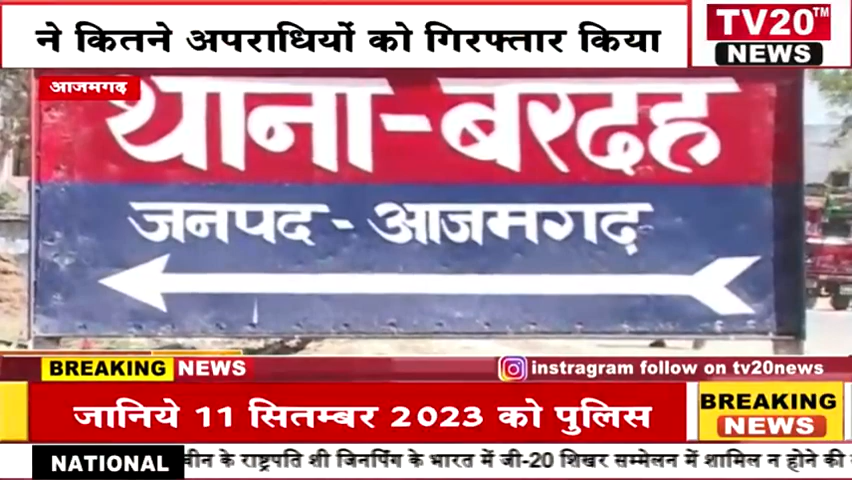 ने कितने अपराधियों को गिरफ्तार किया
TV20 TM
NEWS
आजमगढ़
थाना-बरदह
जनपद - आजमगढ़
BREAKING NEWS
instragram follow on tv20news
जानिये 11 सितम्बर 2023 को पुलिस
BREAKING
NEWS
NATIONAL
के राष्ट्रपति शी जिनपिंग के भारत में जी-20 शिखर सम्मेलन में शामिल न होने की